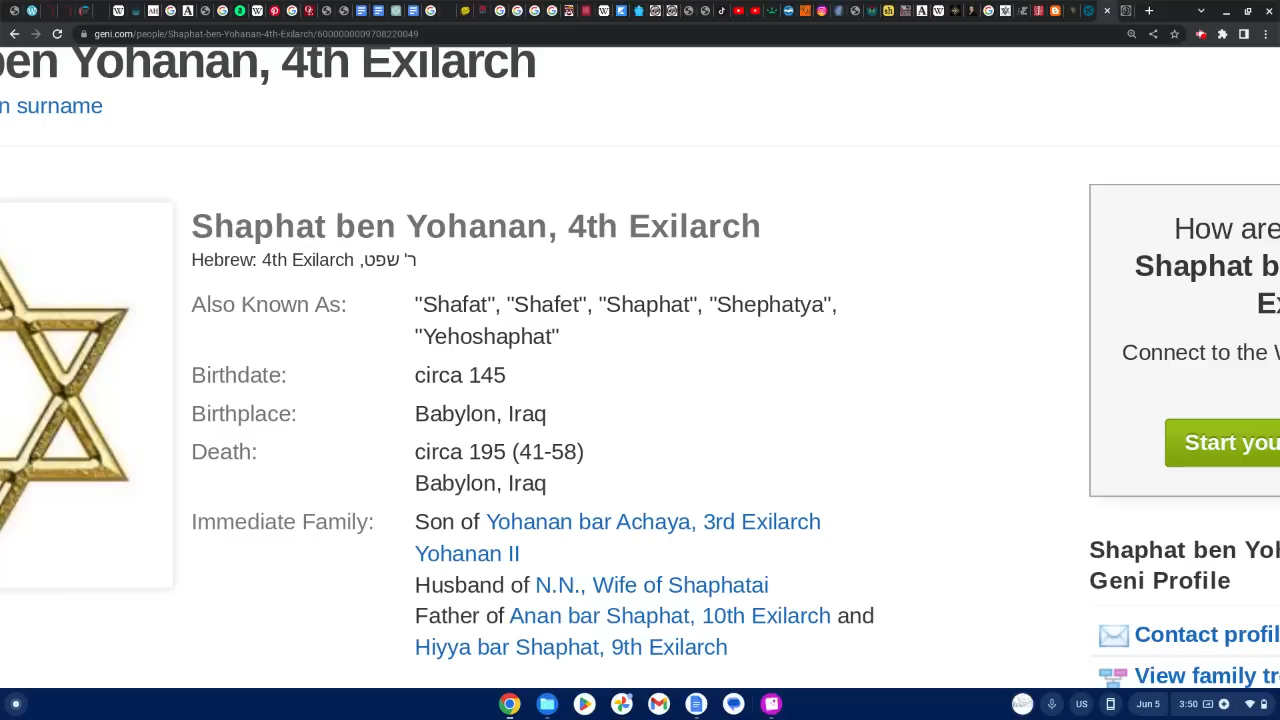 geni.com/people/Shaphat-ben-Yohanan-4th-Exilarch/6000000009708220049
ben Yohanan, 4th Exilarch
n surname
Shaphat ben Yohanan, 4th Exilarch
Hebrew: 4th Exilarch ,ר' שפט
Also Known As: "Shafat", "Shafet", "Shaphat", "Shephatya",
"Yehoshaphat"
Birthdate: circa 145
Birthplace: Babylon, Iraq
Death: circa 195 (41-58)
Babylon, Iraq
Immediate Family: Son of Yohanan bar Achaya, 3rd Exilarch
Yohanan II
Husband of N.N., Wife of Shaphatai
Father of Anan bar Shaphat, 10th Exilarch and
Hiyya bar Shaphat, 9th Exilarch
How are
Shaphat b
Ex
Connect to the W
Start you
Shaphat ben Yoh
Geni Profile
Contact profil
View family tr
US
Jun 5
3:50